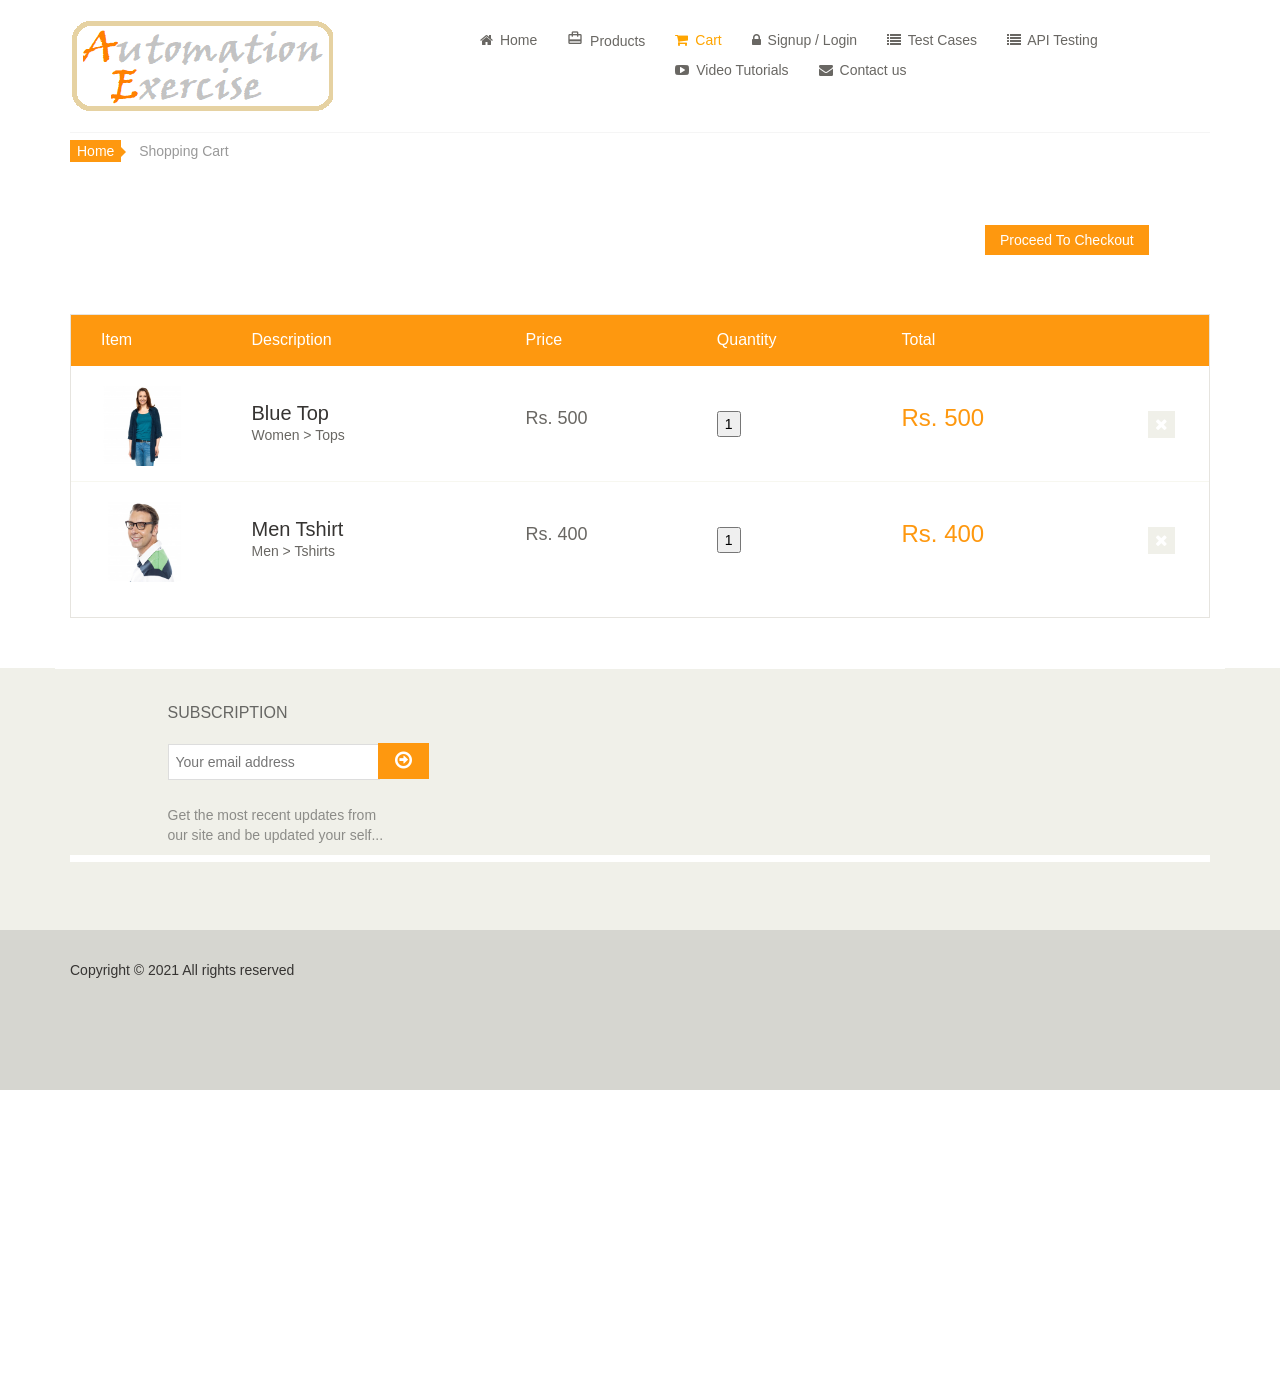 Automation
Exercise
Home Products Cart Signup / Login Test Cases API Testing
Video Tutorials Contact us
Home Shopping Cart
Proceed To Checkout
Item Description Price Quantity Total
Blue Top Rs. 500 1 Rs. 500
Women > Tops
Men Tshirt Rs. 400 1 Rs. 400
Men > Tshirts
SUBSCRIPTION
Your email address
Get the most recent updates from
our site and be updated your self...
Copyright © 2021 All rights reserved